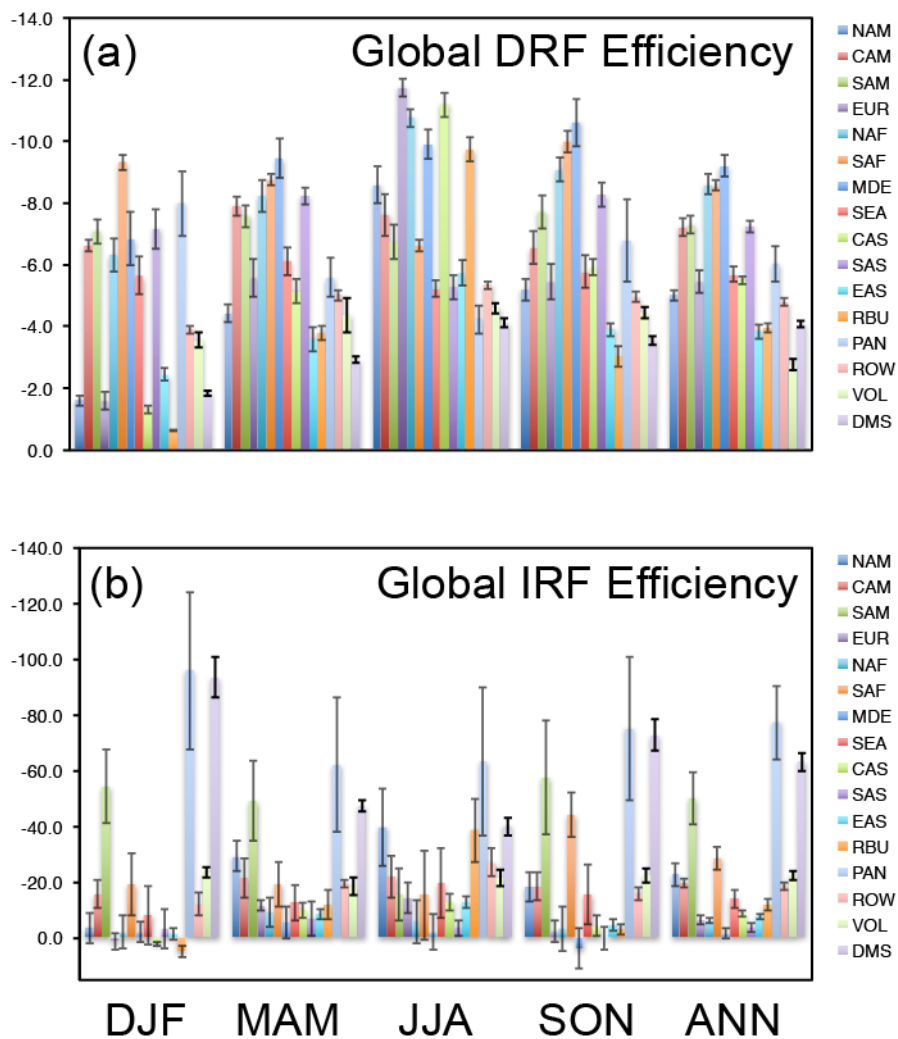 -14.0
-12.0
-10.0
-8.0
-6.0
-4.0
-2.0
0.0
(a) Global DRF Efficiency
NAM
CAM
SAM
EUR
NAF
SAF
MDE
SEA
CAS
SAS
EAS
RBU
PAN
ROW
VOL
DMS
-140.0
-120.0
-100.0
-80.0
-60.0
-40.0
-20.0
0.0
(b) Global IRF Efficiency
NAM
CAM
SAM
EUR
NAF
SAF
MDE
SEA
CAS
SAS
EAS
RBU
PAN
ROW
VOL
DMS
DJF MAM JJA SON ANN